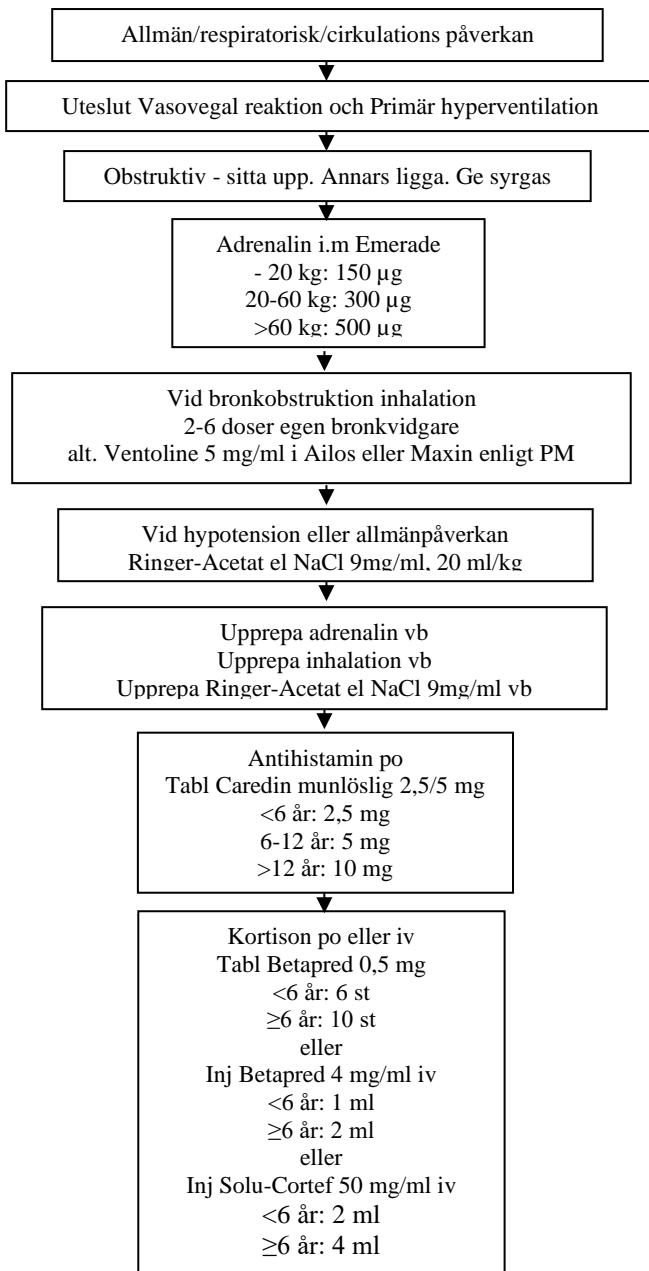 Allmän/respiratorisk/cirkulations påverkan
Uteslut Vasovegal reaktion och Primär hyperventilation
Obstruktiv - sitta upp. Annars ligga. Ge syrgas
Adrenalin i.m Emerade
- 20 kg: 150 µg
20-60 kg: 300 µg
>60 kg: 500 µg
Vid bronkobstruktion inhalation
2-6 doser egen bronkvidgare
alt. Ventoline 5 mg/ml i Ailos eller Maxin enligt PM
Vid hypotension eller allmänpåverkan
Ringer-Acetat el NaCl 9mg/ml, 20 ml/kg
Upprepa adrenalin vb
Upprepa inhalation vb
Upprepa Ringer-Acetat el NaCl 9mg/ml vb
Antihistamin po
Tabl Caredin munlöslig 2,5/5 mg
<6 år: 2,5 mg
6-12 år: 5 mg
>12 år: 10 mg
Kortison po eller iv
Tabl Betapred 0,5 mg
<6 år: 6 st
≥6 år: 10 st
eller
Inj Betapred 4 mg/ml iv
<6 år: 1 ml
≥6 år: 2 ml
eller
Inj Solu-Cortef 50 mg/ml iv
<6 år: 2 ml
≥6 år: 4 ml